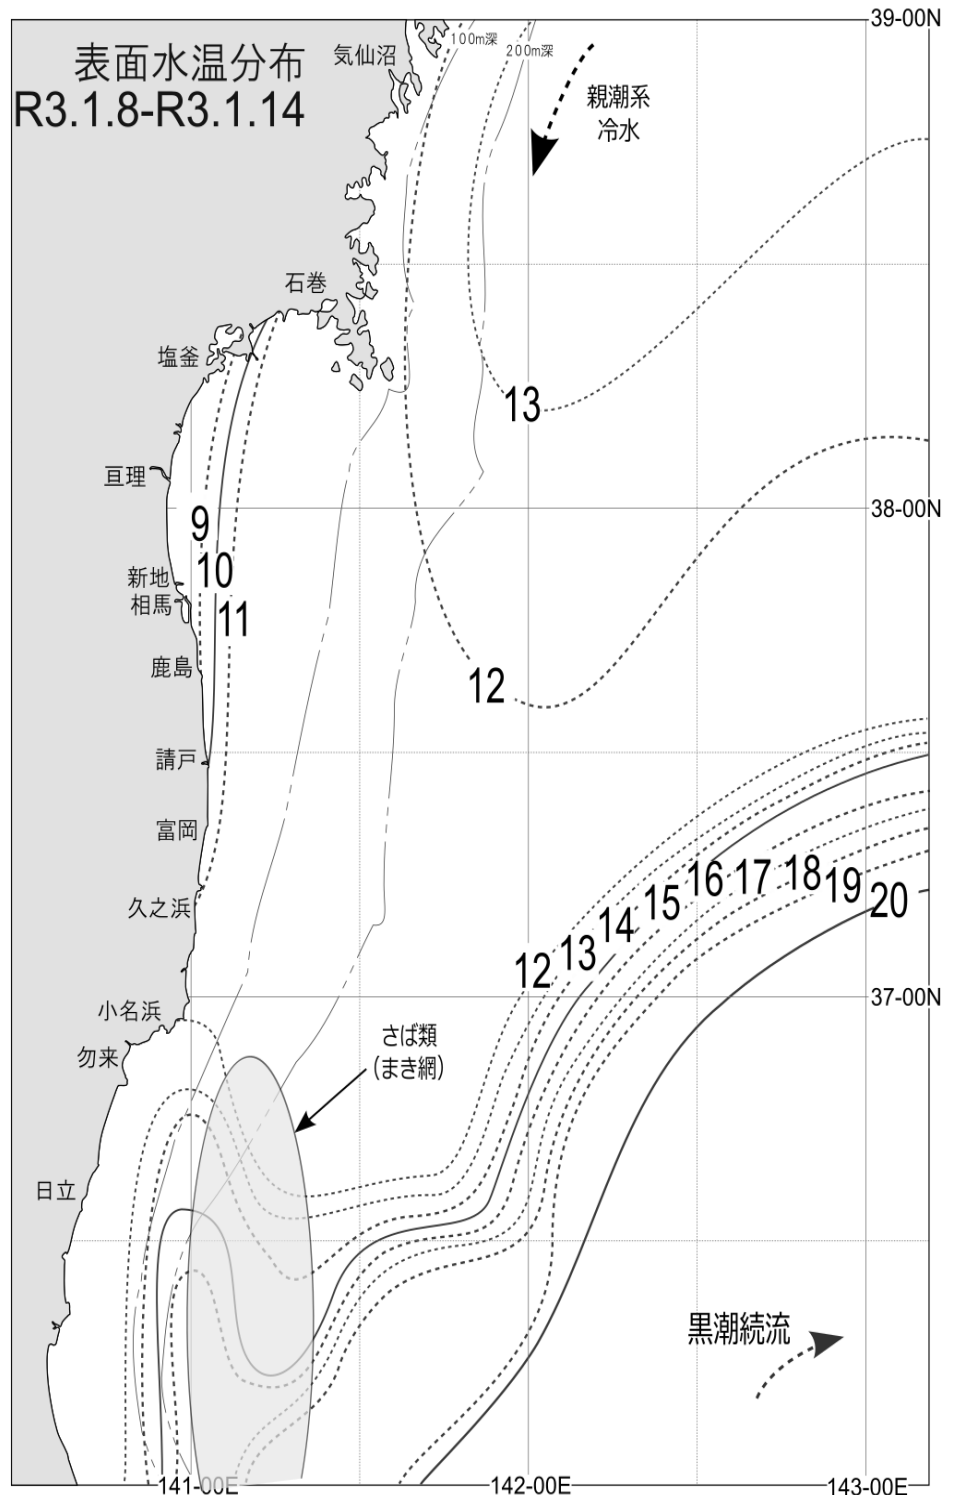 表面水温分布
R3.1.8-R3.1.14
気仙沼
100m深
200m深
39-00N
親潮系
冷水
石巻
塩釜
13
亘理
9
38-00N
10
新地
相馬
11
鹿島
12
請戸
富岡
久之浜
12
13
14
15
16
17
18
19
20
37-00N
小名浜
勿来
さば類
(まき網)
日立
黒潮続流
141-00E
142-00E
143-00E